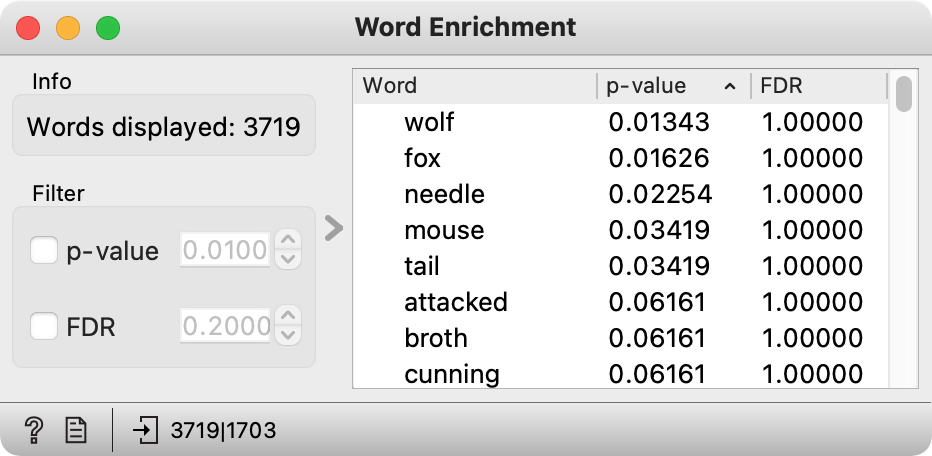 Word Enrichment
Info
Words displayed: 3719
Filter
p-value 0.0100
FDR 0.2000
Word p-value FDR
wolf 0.01343 1.00000
fox 0.01626 1.00000
needle 0.02254 1.00000
mouse 0.03419 1.00000
tail 0.03419 1.00000
attacked 0.06161 1.00000
broth 0.06161 1.00000
cunning 0.06161 1.00000
? 3719|1703